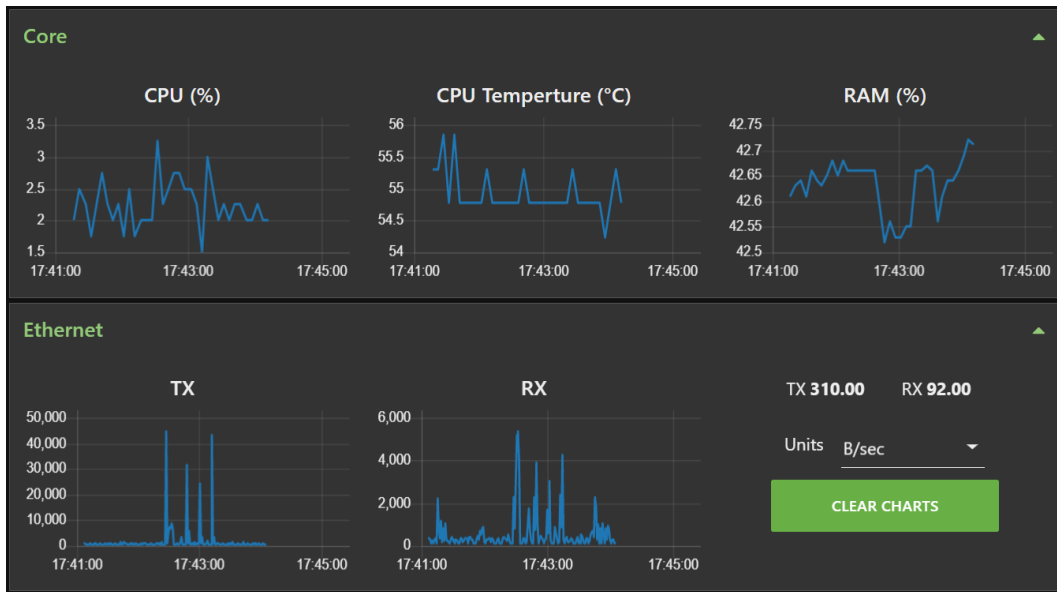 Core
CPU (%)
3.5
3
2.5
2
1.5
17:41:00 17:43:00 17:45:00
CPU Temperture (°C)
56
55.5
55
54.5
54
17:41:00 17:43:00 17:45:00
RAM (%)
42.75
42.7
42.65
42.6
42.55
42.5
17:41:00 17:43:00 17:45:00
Ethernet
TX
50,000
40,000
30,000
20,000
10,000
0
17:41:00 17:43:00 17:45:00
RX
6,000
4,000
2,000
0
17:41:00 17:43:00 17:45:00
TX 310.00 RX 92.00
Units B/sec
CLEAR CHARTS